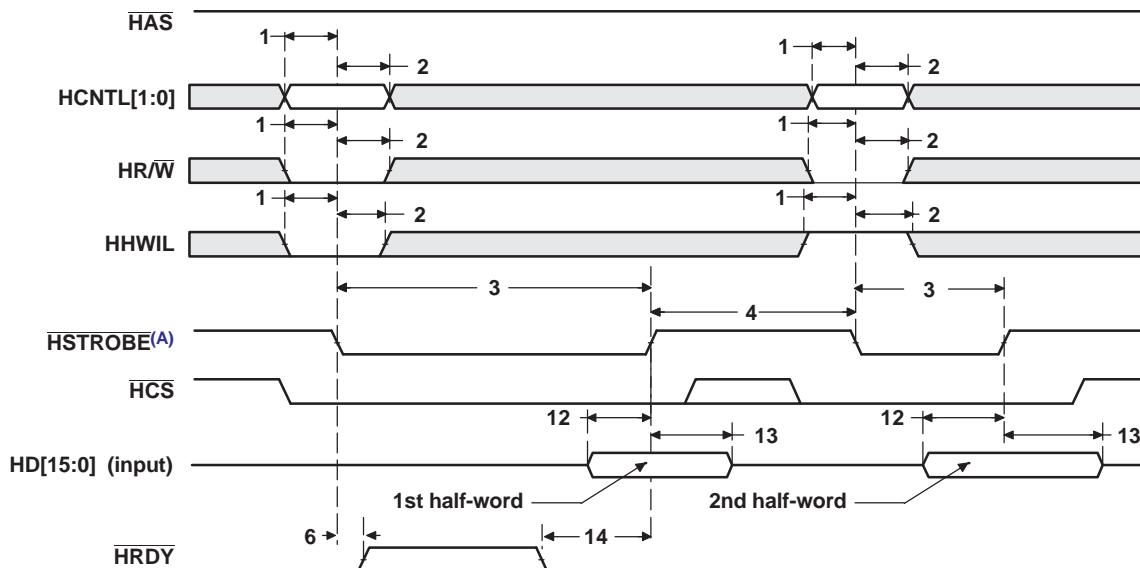 HAS
1
2
1
2
HCNTL[1:0]
1
2
1
2
HR/W
1
2
1
2
HHWIL
3
3
4
HSTROBE(A)
HCS
12
13
12
13
HD[15:0] (input)
1st half-word
2nd half-word
6
14
HRDY